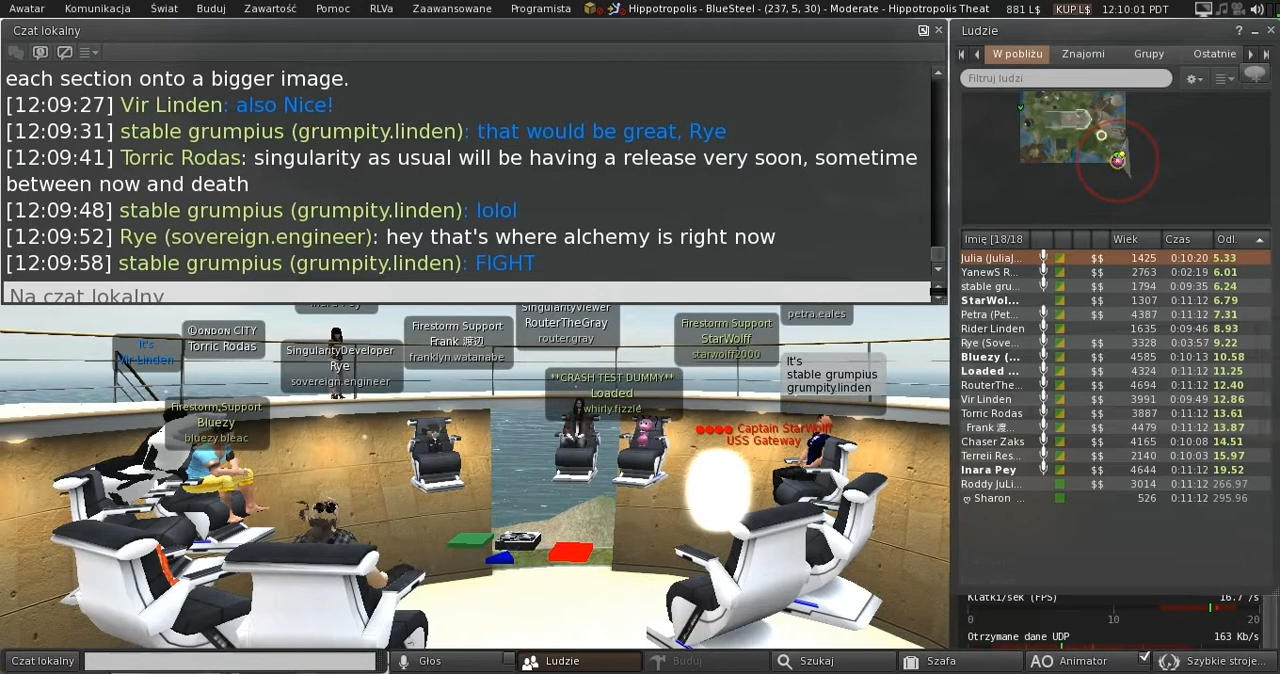 Awatar Komunikacja Świat Buduj Zawartość Pomoc RLVa Zaawansowane Programista Hippotropolis - BlueSteel - (237, 5, 30) - Moderate - Hippotropolis Theat 881 L$ KUP L$ 12:10:01 PDT
Czat lokalny
each section onto a bigger image.
[12:09:27] Vir Linden: also Nice!
[12:09:31] stable grumpius (grumpity.linden): that would be great, Rye
[12:09:41] Torric Rodas: singularity as usual will be having a release very soon, sometime
between now and death
[12:09:48] stable grumpius (grumpity.linden): lolol
[12:09:52] Rye (sovereign.engineer): hey that's where alchemy is right now
[12:09:58] stable grumpius (grumpity.linden): FIGHT
Na czat lokalny
Inara Pey
It's
Vir Linden
©ONDON CITY
Torric Rodas
SingularityDeveloper
Rye
sovereign.engineer
Firestorm Support
Frank 渡辺
franklyn.watanabe
SingularityViewer
RouterTheGray
router.gray
Firestorm Support
StarWolff
starwolff2000
petra.eales
It's
stable grumpius
grumpity.linden
**CRASH TEST DUMMY**
Loaded
whirly.fizzle
Firestorm Support
Bluezy
bluezy.bleac
Captain StarWolff
USS Gateway
Ludzie
?
W pobliżu Znajomi Grupy Ostatnie
Filtruj ludzi
Imię [18/18 Wiek Czas Odl.
Julia (JuliaJ... $$ 1425 0:10:20 5.33
YanewS R... $$ 2763 0:02:19 6.01
stable gru... $$ 1794 0:09:35 6.24
StarWol... $$ 1307 0:11:12 6.79
Petra (Pet... $$ 4387 0:11:12 7.31
Rider Linden 1635 0:09:46 8.93
Rye (Sove... $$ 3328 0:03:57 9.22
Bluezy (... $$ 4585 0:10:13 10.58
Loaded ... $$ 4324 0:11:12 11.25
RouterThe... $$ 4694 0:11:12 12.40
Vir Linden $$ 3991 0:09:49 12.86
Torric Rodas $$ 3887 0:11:12 13.61
Frank 渡... $$ 4479 0:11:12 13.87
Chaser Zaks $$ 4165 0:10:08 14.51
Terreii Res... $$ 2140 0:10:03 15.97
Inara Pey $$ 4644 0:11:12 19.52
Roddy JuLi... $$ 3014 0:11:12 266.97
ღ Sharon ... 526 0:11:12 295.96
Klatki/sek (FPS) 16.7 /s
0 10 20
Otrzymane dane UDP 163 Kb/s
Czat lokalny Głos Ludzie Buduj Szukaj Szafa AO Animator Szybkie stroje...